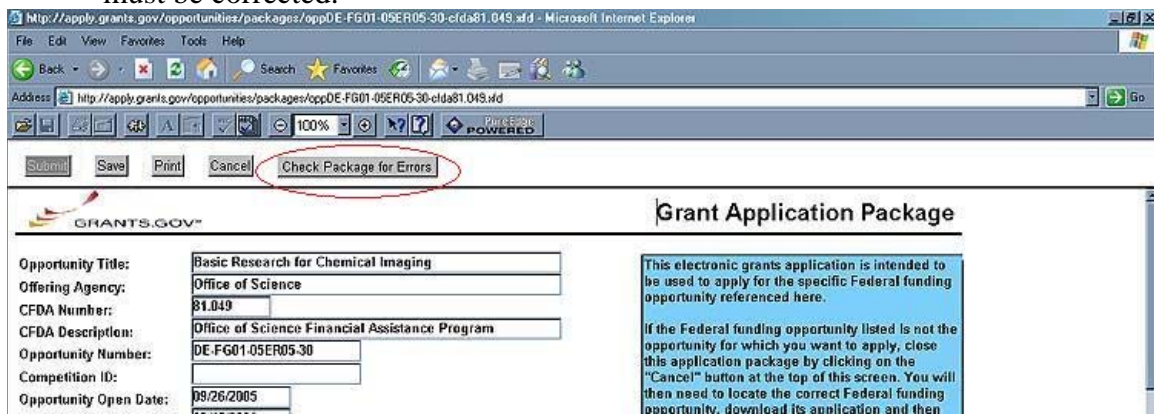 must be corrected.
http://apply.grants.gov/opportunities/packages/oppDE-FG01-05ER05-30-cfda81.049.xfd - Microsoft Internet Explorer
File Edit View Favorites Tools Help
Back Search Favorites
Address http://apply.grants.gov/opportunities/packages/oppDE-FG01-05ER05-30-cfda81.049.xfd Go
100% PureEdge POWERED
Submit Save Print Cancel Check Package for Errors
GRANTS.GOV℠ Grant Application Package
Opportunity Title: Basic Research for Chemical Imaging
Offering Agency: Office of Science
CFDA Number: 81.049
CFDA Description: Office of Science Financial Assistance Program
Opportunity Number: DE-FG01-05ER05-30
Competition ID:
Opportunity Open Date: 09/26/2005
This electronic grants application is intended to
be used to apply for the specific Federal funding
opportunity referenced here.
If the Federal funding opportunity listed is not the
opportunity for which you want to apply, close
this application package by clicking on the
"Cancel" button at the top of this screen. You will
then need to locate the correct Federal funding
opportunity, download its application and then